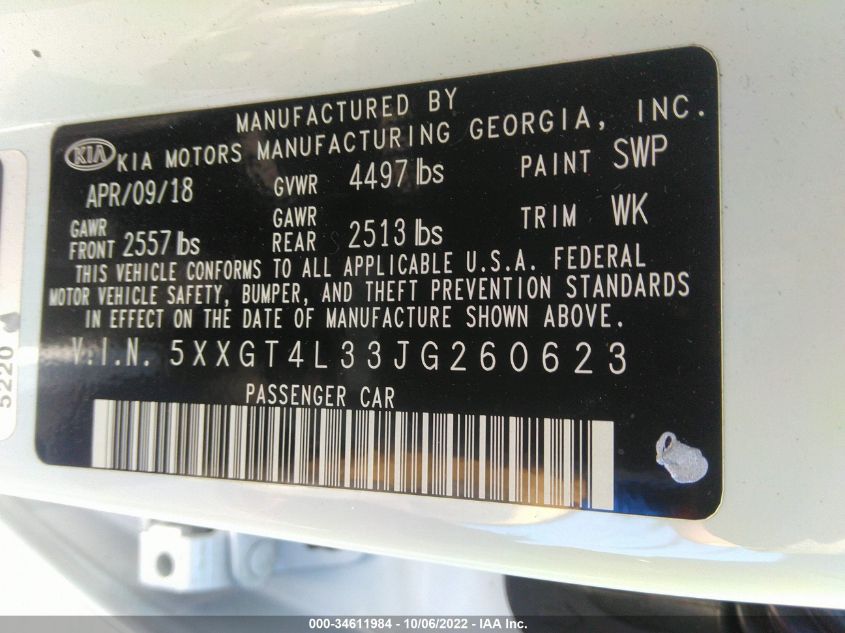 MANUFACTURED BY
KIA KIA MOTORS MANUFACTURING GEORGIA, INC.
APR/09/18 GVWR 4497 lbs PAINT SWP
GAWR FRONT 2557 lbs GAWR REAR 2513 lbs TRIM WK
THIS VEHICLE CONFORMS TO ALL APPLICABLE U.S.A. FEDERAL
MOTOR VEHICLE SAFETY, BUMPER, AND THEFT PREVENTION STANDARDS
IN EFFECT ON THE DATE OF MANUFACTURE SHOWN ABOVE.
V.I.N. 5XXGT4L33JG260623
PASSENGER CAR
5220
000-34611984 - 10/06/2022 - IAA Inc.